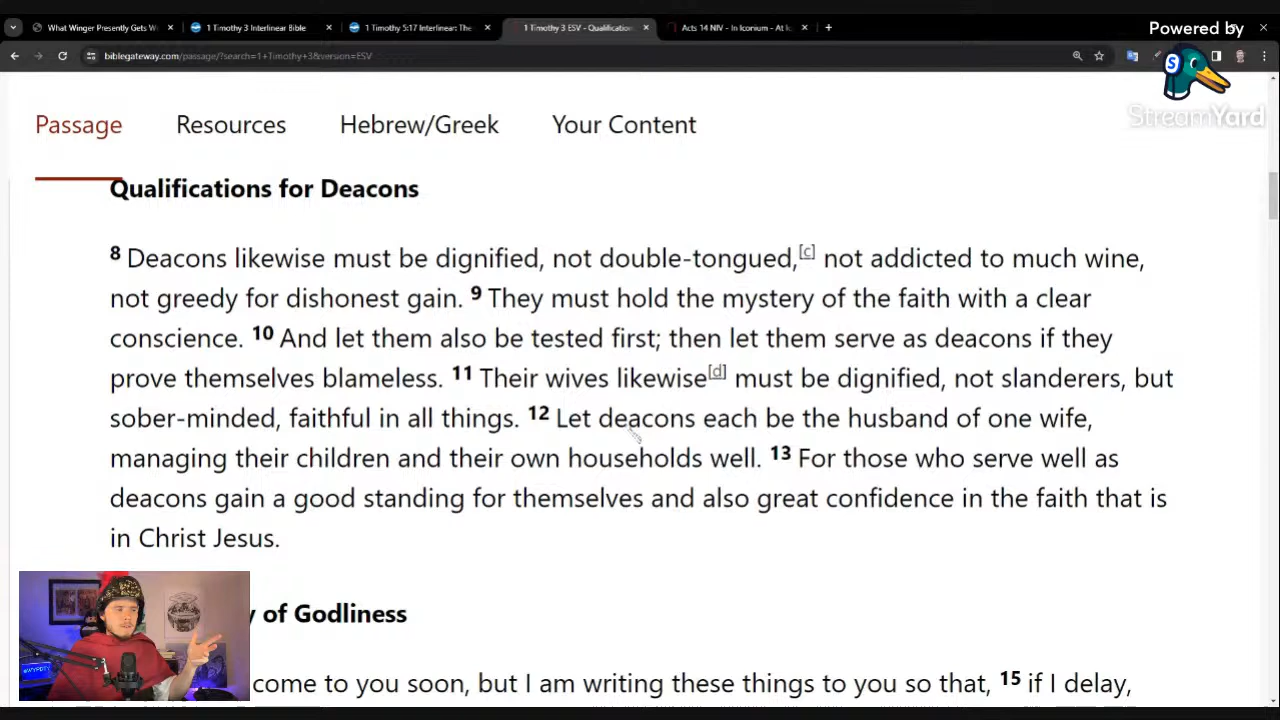 What Winger Presently Gets W
1 Timothy 3 Interlinear Bible
1 Timothy 5:17 Interlinear: The
1 Timothy 3 ESV - Qualification
Acts 14 NIV - In Iconium - At Ic
Powered by
biblegateway.com/passage/?search=1+Timothy+3&version=ESV
S
StreamYard
Passage Resources Hebrew/Greek Your Content
Qualifications for Deacons
8 Deacons likewise must be dignified, not double-tongued,[c] not addicted to much wine,
not greedy for dishonest gain. 9 They must hold the mystery of the faith with a clear
conscience. 10 And let them also be tested first; then let them serve as deacons if they
prove themselves blameless. 11 Their wives likewise[d] must be dignified, not slanderers, but
sober-minded, faithful in all things. 12 Let deacons each be the husband of one wife,
managing their children and their own households well. 13 For those who serve well as
deacons gain a good standing for themselves and also great confidence in the faith that is
in Christ Jesus.
y of Godliness
come to you soon, but I am writing these things to you so that, 15 if I delay,
@WYPDTY